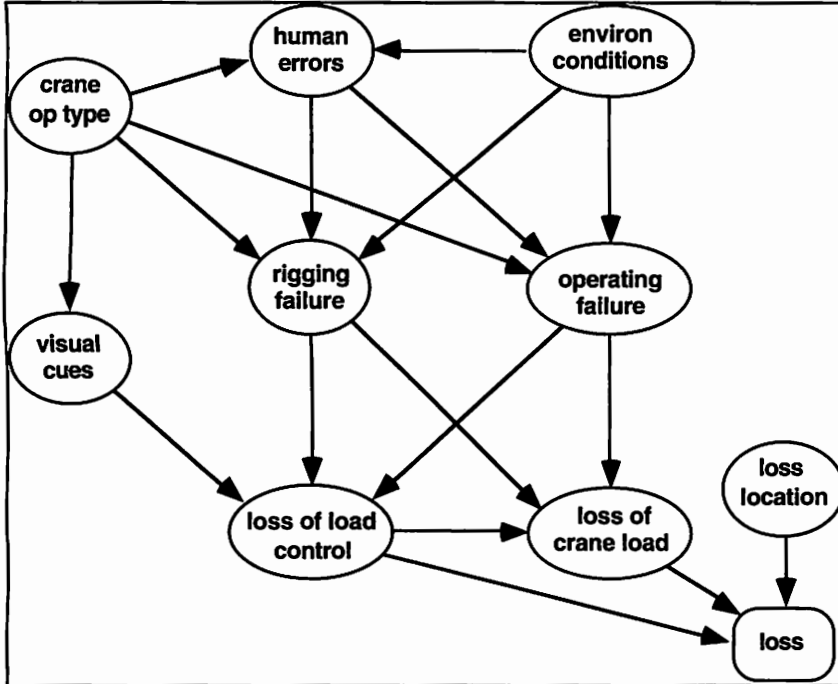 human
errors
environ
conditions
crane
op type
rigging
failure
operating
failure
visual
cues
loss
location
loss of load
control
loss of
crane load
loss